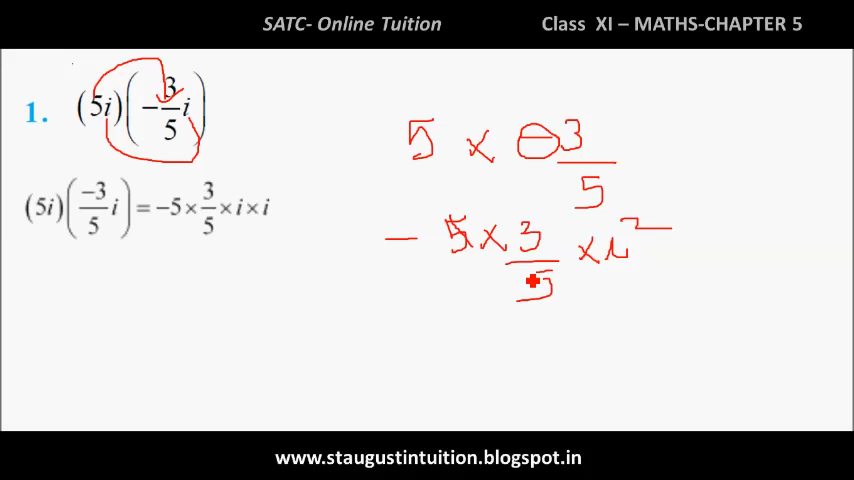 SATC- Online Tuition Class XI – MATHS-CHAPTER 5
1. (5i)(-3/5 i)
(5i)(-3/5 i) = -5 × 3/5 × i × i
5 × - 3/5
- 5 × 3/5 × i²
www.staugustintuition.blogspot.in